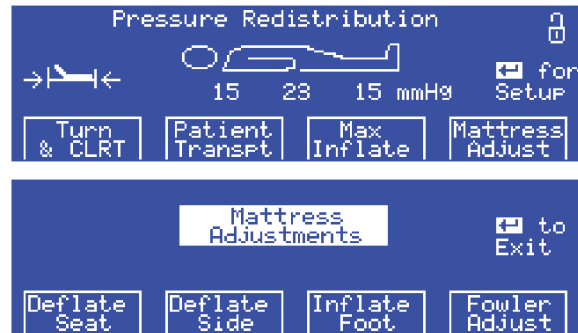 Pressure Redistribution
for
15 23 15 mmHg Setup
Turn Patient Max Mattress
& CLRT Transpt Inflate Adjust
Mattress
Adjustments
to
Exit
Deflate Deflate Inflate Fowler
Seat Side Foot Adjust